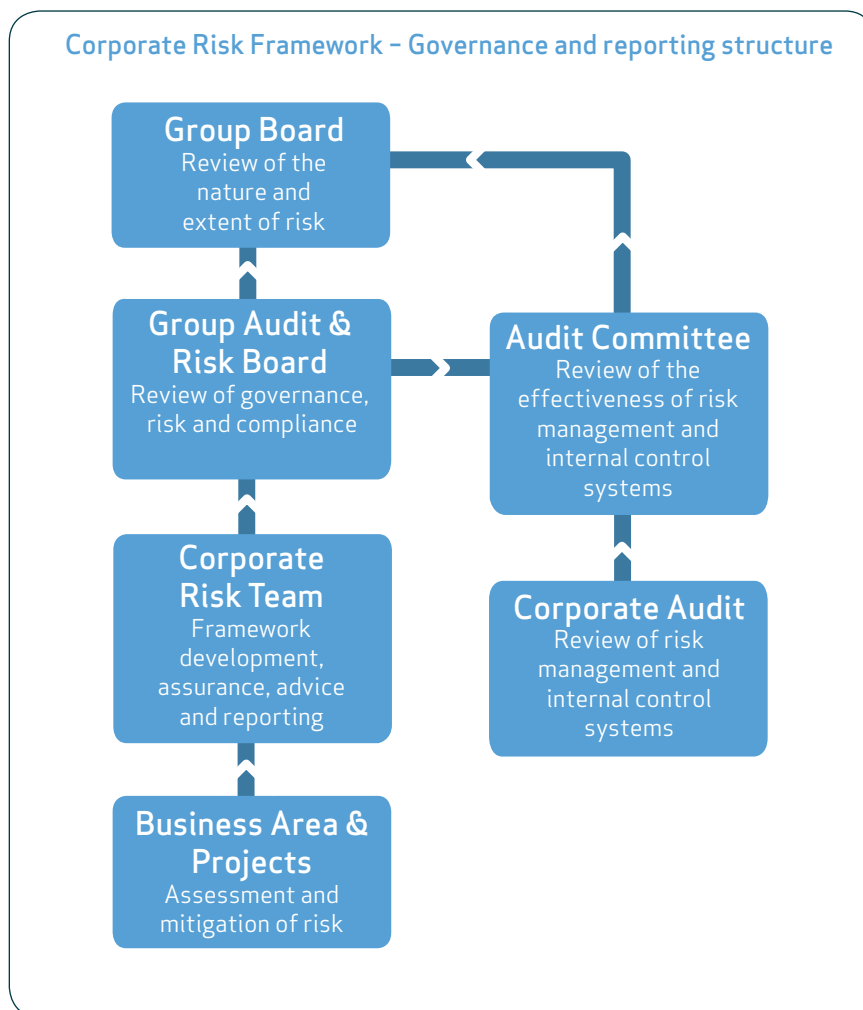 Corporate Risk Framework – Governance and reporting structure
Group Board
Review of the
nature and
extent of risk
Group Audit &
Risk Board
Review of governance,
risk and compliance
Audit Committee
Review of the
effectiveness of risk
management and
internal control
systems
Corporate
Risk Team
Framework
development,
assurance, advice
and reporting
Corporate Audit
Review of risk
management and
internal control
systems
Business Area &
Projects
Assessment and
mitigation of risk